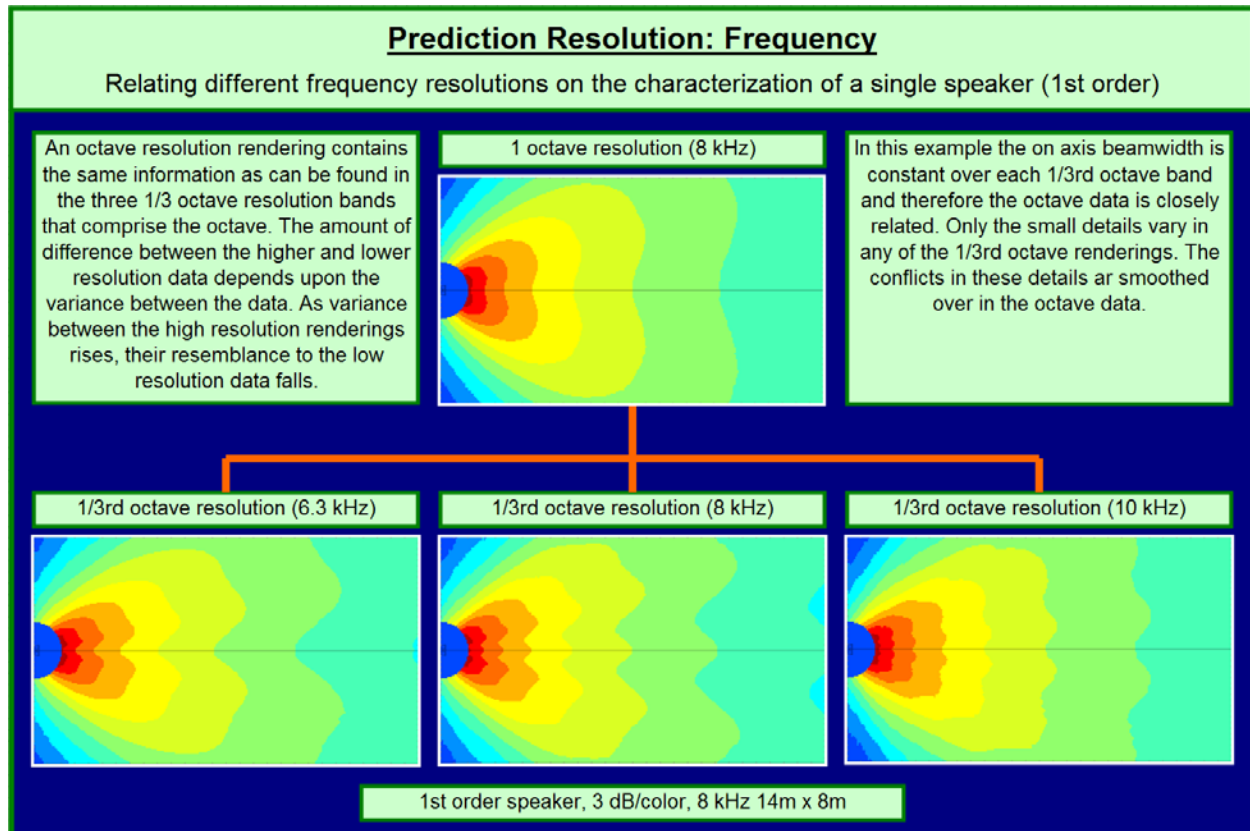 Prediction Resolution: Frequency
Relating different frequency resolutions on the characterization of a single speaker (1st order)
An octave resolution rendering contains
the same information as can be found in
the three 1/3 octave resolution bands
that comprise the octave. The amount of
difference between the higher and lower
resolution data depends upon the
variance between the data. As variance
between the high resolution renderings
rises, their resemblance to the low
resolution data falls.
1 octave resolution (8 kHz)
In this example the on axis beamwidth is
constant over each 1/3rd octave band
and therefore the octave data is closely
related. Only the small details vary in
any of the 1/3rd octave renderings. The
conflicts in these details ar smoothed
over in the octave data.
1/3rd octave resolution (6.3 kHz)
1/3rd octave resolution (8 kHz)
1/3rd octave resolution (10 kHz)
1st order speaker, 3 dB/color, 8 kHz 14m x 8m